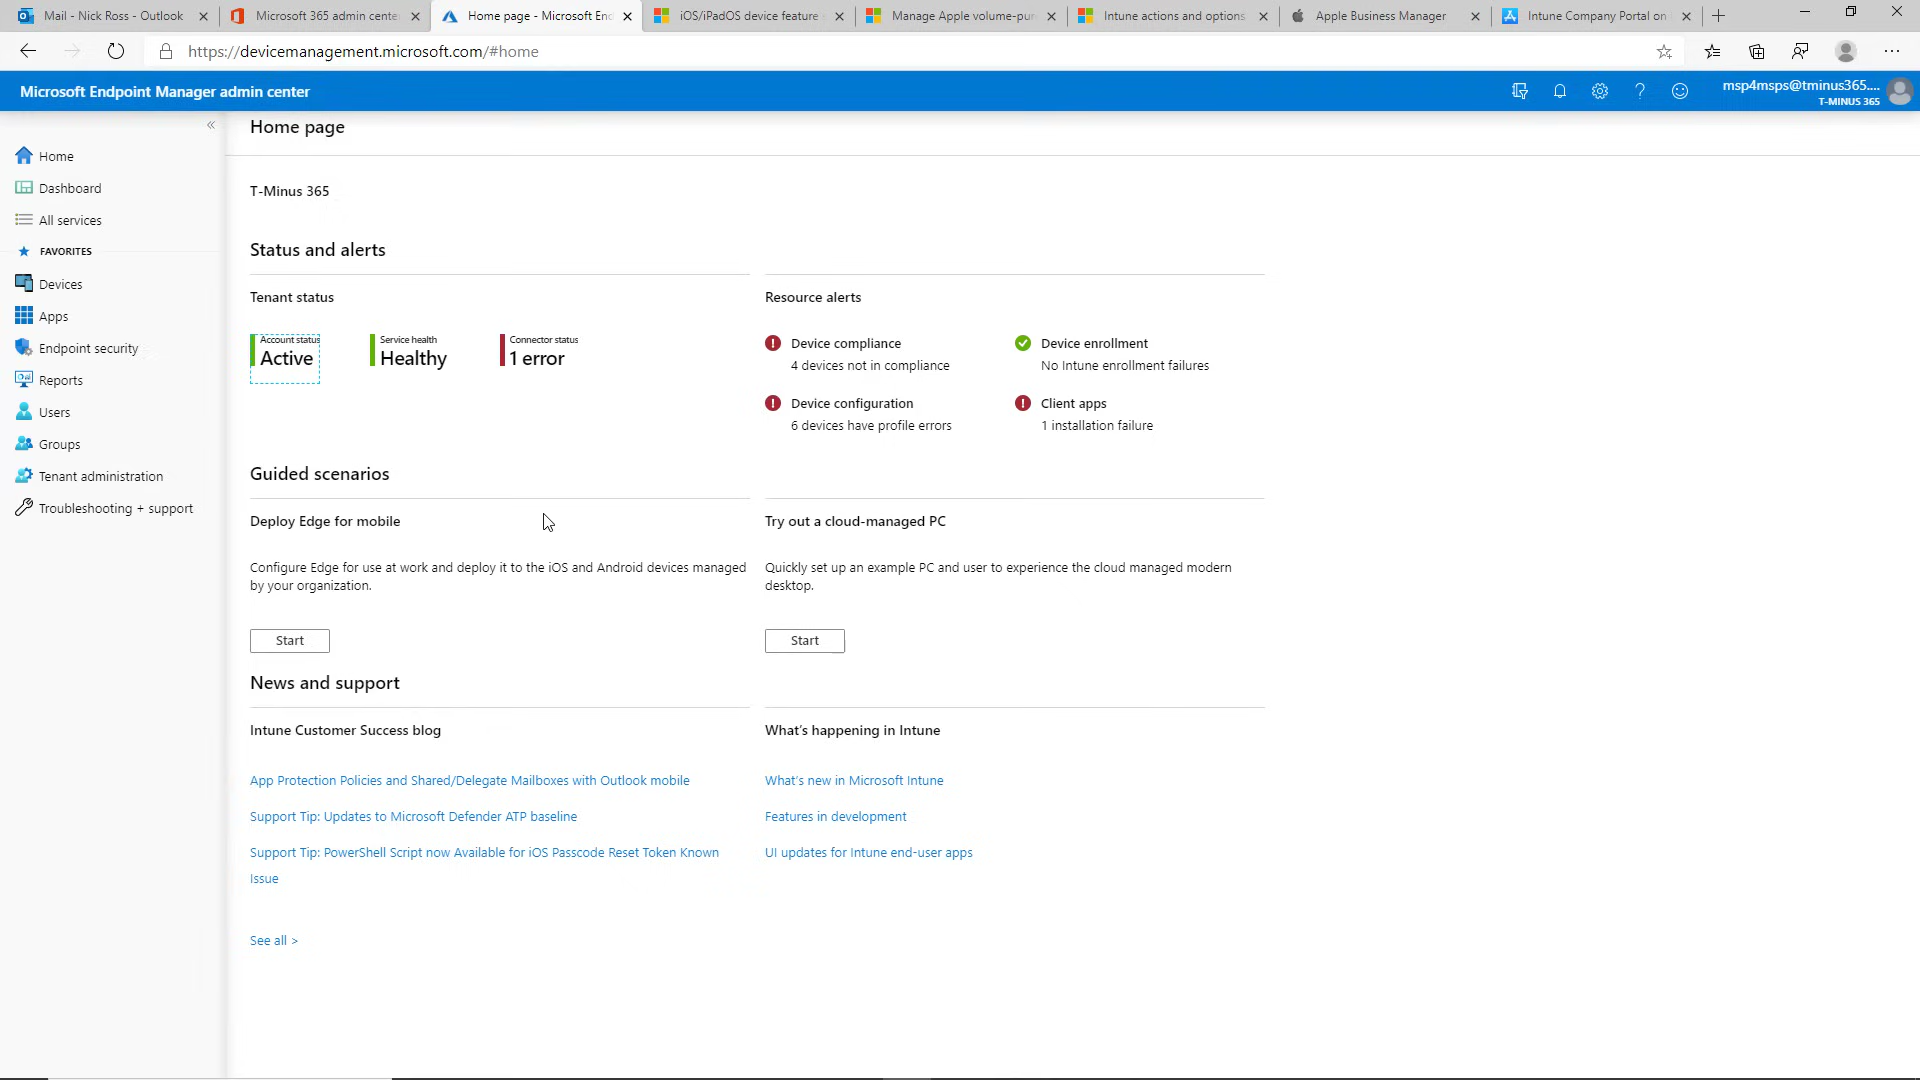 Mail - Nick Ross - Outlook
Microsoft 365 admin cente
Home page - Microsoft En
iOS/iPadOS device feature
Manage Apple volume-pur
Intune actions and options
Apple Business Manager
Intune Company Portal on
https://devicemanagement.microsoft.com/#home
Microsoft Endpoint Manager admin center
msp4msps@tminus365....
T-MINUS 365
Home page
Home
Dashboard
All services
FAVORITES
Devices
Apps
Endpoint security
Reports
Users
Groups
Tenant administration
Troubleshooting + support
T-Minus 365
Status and alerts
Tenant status
Account status
Active
Service health
Healthy
Connector status
1 error
Resource alerts
Device compliance
4 devices not in compliance
Device enrollment
No Intune enrollment failures
Device configuration
6 devices have profile errors
Client apps
1 installation failure
Guided scenarios
Deploy Edge for mobile
Configure Edge for use at work and deploy it to the iOS and Android devices managed
by your organization.
Start
Try out a cloud-managed PC
Quickly set up an example PC and user to experience the cloud managed modern
desktop.
Start
News and support
Intune Customer Success blog
App Protection Policies and Shared/Delegate Mailboxes with Outlook mobile
Support Tip: Updates to Microsoft Defender ATP baseline
Support Tip: PowerShell Script now Available for iOS Passcode Reset Token Known
Issue
See all >
What's happening in Intune
What's new in Microsoft Intune
Features in development
UI updates for Intune end-user apps